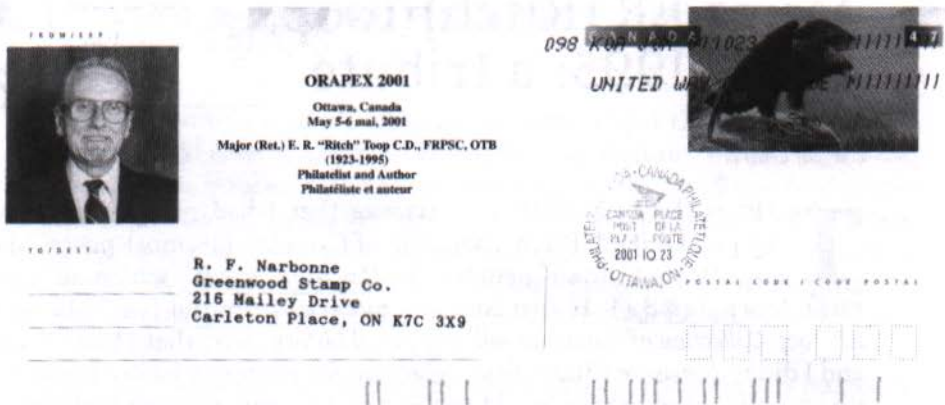 FROM/EXP.:
ORAPEX 2001
Ottawa, Canada
May 5-6 mai, 2001
Major (Ret.) E. R. "Ritch" Toop C.D., FRPSC, OTB
(1923-1995)
Philatelist and Author
Philatéliste et auteur
TO/DEST.:
R. F. Narbonne
Greenwood Stamp Co.
216 Mailey Drive
Carleton Place, ON K7C 3X9
CANADA 47
098 K0A
UNITED
CANADA PLACE
POST DE LA
POSTE
2001 10 23
OTTAWA, ON
POSTAL CODE / CODE POSTAL